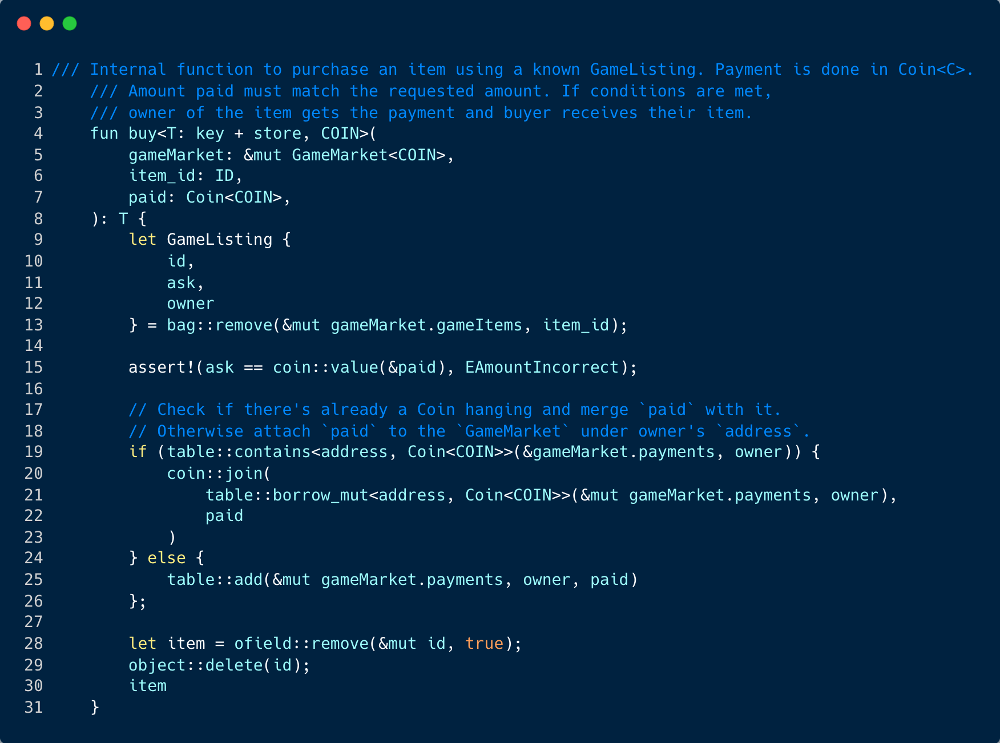 1 /// Internal function to purchase an item using a known GameListing. Payment is done in Coin<C>.
2     /// Amount paid must match the requested amount. If conditions are met,
3     /// owner of the item gets the payment and buyer receives their item.
4     fun buy<T: key + store, COIN>(
5         gameMarket: &mut GameMarket<COIN>,
6         item_id: ID,
7         paid: Coin<COIN>,
8     ): T {
9         let GameListing {
10             id,
11             ask,
12             owner
13         } = bag::remove(&mut gameMarket.gameItems, item_id);
14
15         assert!(ask == coin::value(&paid), EAmountIncorrect);
16
17         // Check if there's already a Coin hanging and merge `paid` with it.
18         // Otherwise attach `paid` to the `GameMarket` under owner's `address`.
19         if (table::contains<address, Coin<COIN>>(&gameMarket.payments, owner)) {
20             coin::join(
21                 table::borrow_mut<address, Coin<COIN>>(&mut gameMarket.payments, owner),
22                 paid
23             )
24         } else {
25             table::add(&mut gameMarket.payments, owner, paid)
26         };
27
28         let item = ofield::remove(&mut id, true);
29         object::delete(id);
30         item
31     }